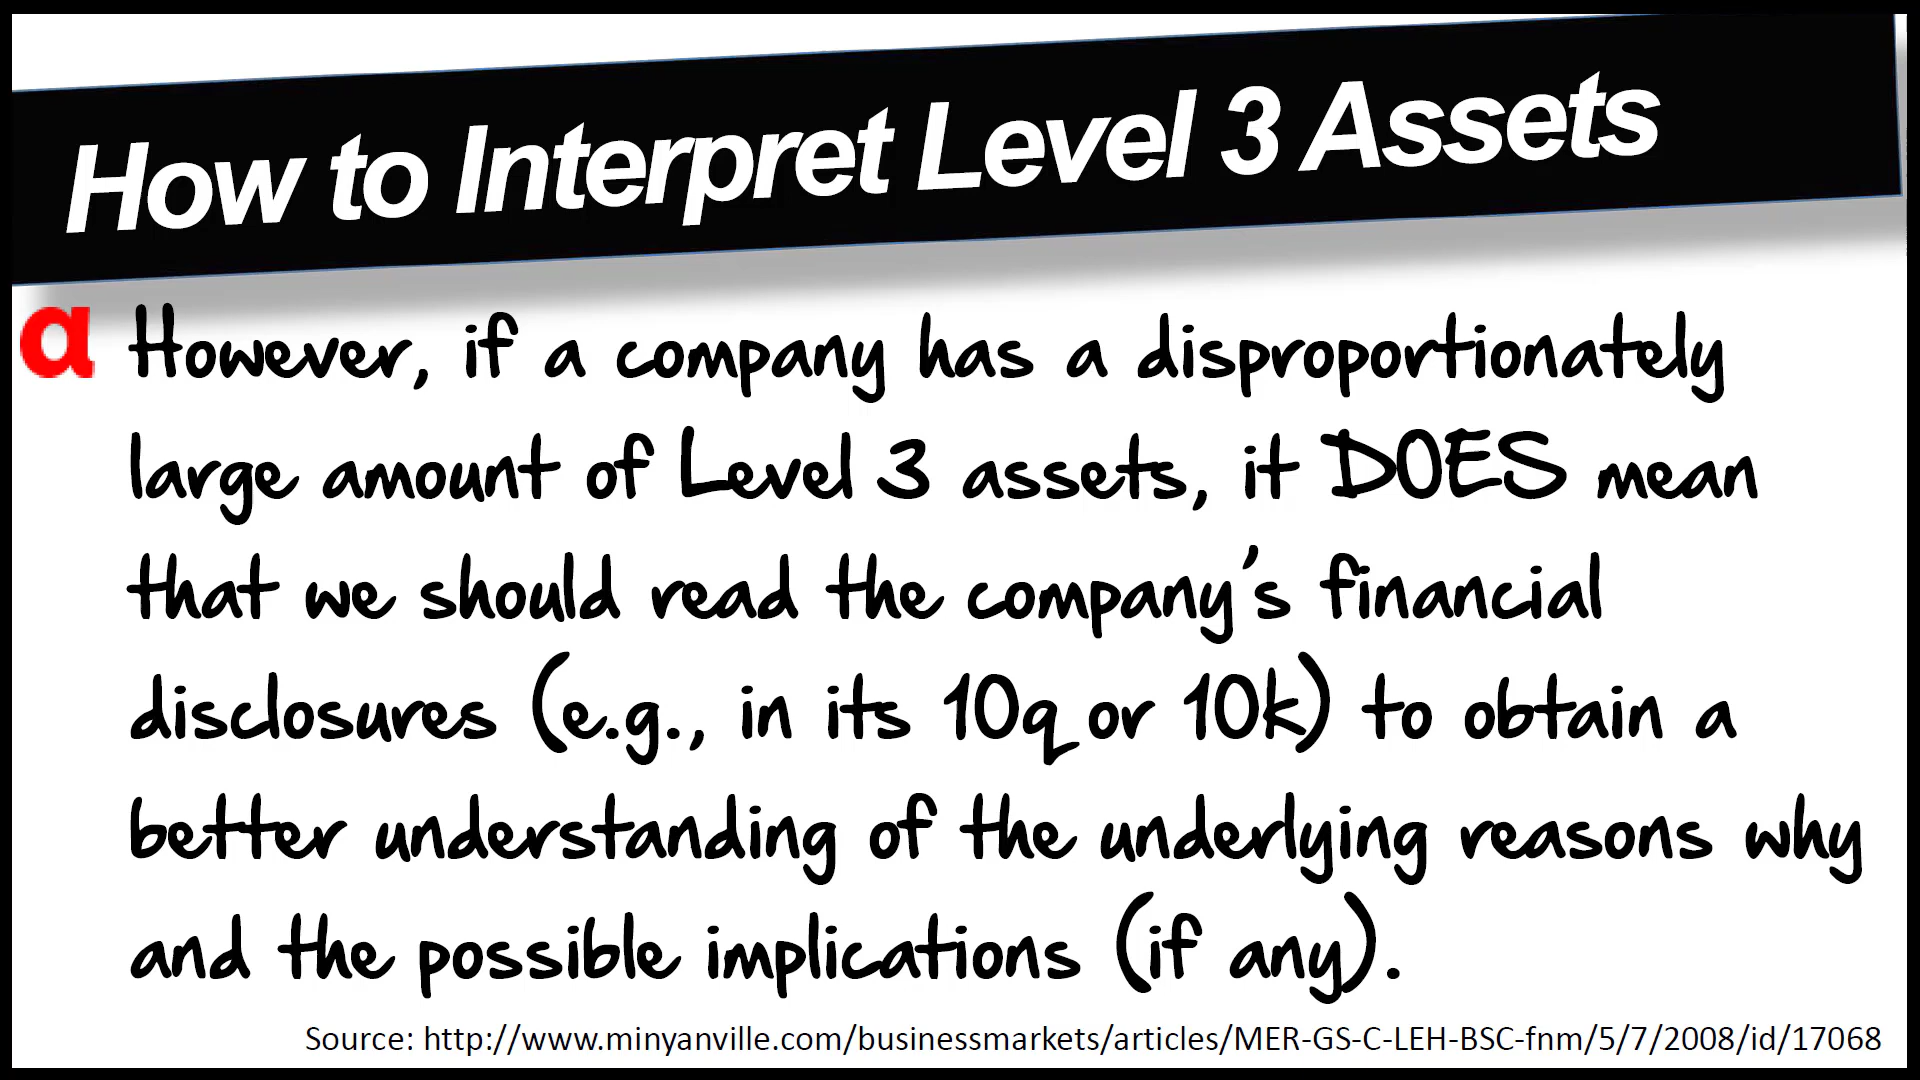 How to Interpret Level 3 Assets
α However, if a company has a disproportionately
large amount of Level 3 assets, it DOES mean
that we should read the company's financial
disclosures (e.g., in its 10q or 10k) to obtain a
better understanding of the underlying reasons why
and the possible implications (if any).
Source: http://www.minyanville.com/businessmarkets/articles/MER-GS-C-LEH-BSC-fnm/5/7/2008/id/17068